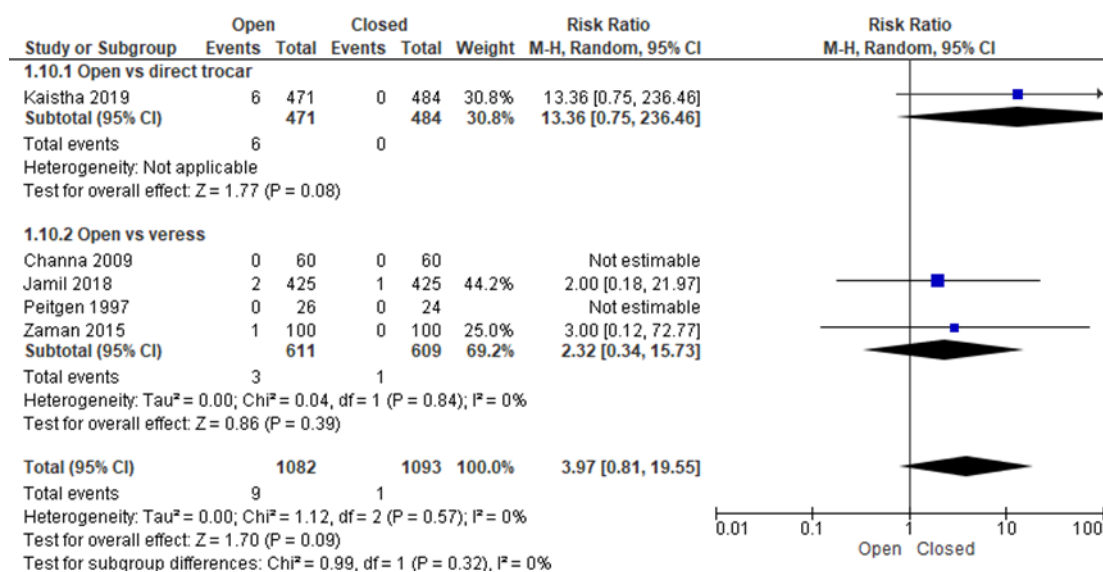 Open Closed Risk Ratio Risk Ratio
Study or Subgroup Events Total Events Total Weight M-H, Random, 95% CI M-H, Random, 95% CI
1.10.1 Open vs direct trocar
Kaistha 2019 6 471 0 484 30.8% 13.36 [0.75, 236.46]
Subtotal (95% CI) 471 484 30.8% 13.36 [0.75, 236.46]
Total events 6 0
Heterogeneity: Not applicable
Test for overall effect: Z = 1.77 (P = 0.08)
1.10.2 Open vs veress
Channa 2009 0 60 0 60 Not estimable
Jamil 2018 2 425 1 425 44.2% 2.00 [0.18, 21.97]
Peitgen 1997 0 26 0 24 Not estimable
Zaman 2015 1 100 0 100 25.0% 3.00 [0.12, 72.77]
Subtotal (95% CI) 611 609 69.2% 2.32 [0.34, 15.73]
Total events 3 1
Heterogeneity: Tau² = 0.00; Chi² = 0.04, df = 1 (P = 0.84); I² = 0%
Test for overall effect: Z = 0.86 (P = 0.39)
Total (95% CI) 1082 1093 100.0% 3.97 [0.81, 19.55]
Total events 9 1
Heterogeneity: Tau² = 0.00; Chi² = 1.12, df = 2 (P = 0.57); I² = 0%
Test for overall effect: Z = 1.70 (P = 0.09)
Test for subgroup differences: Chi² = 0.99, df = 1 (P = 0.32), I² = 0%
0.01 0.1 1 10 100
Open Closed